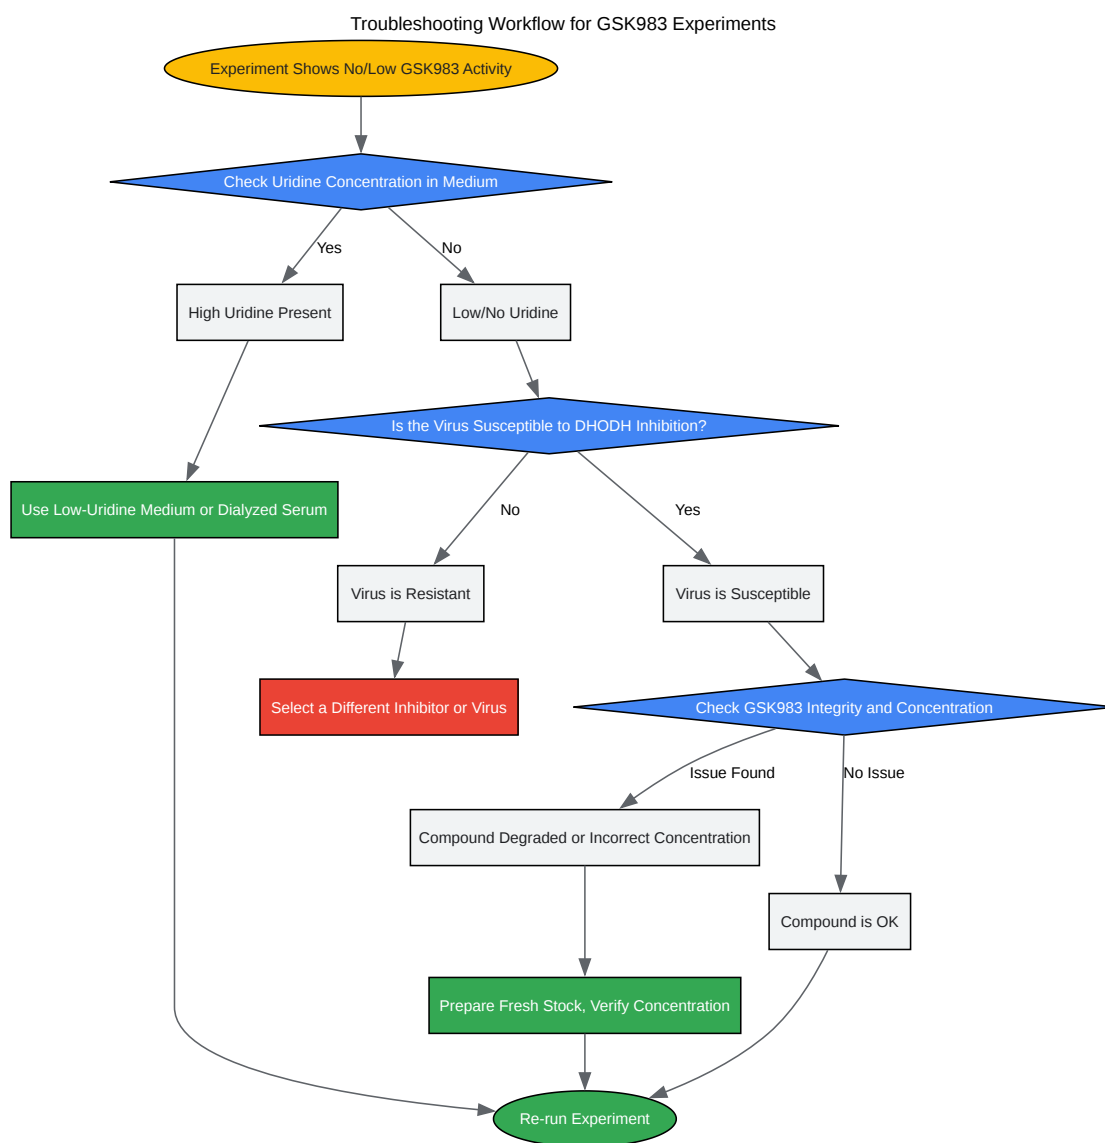 Troubleshooting Workflow for GSK983 Experiments
Experiment Shows No/Low GSK983 Activity
Check Uridine Concentration in Medium
Yes
No
High Uridine Present
Low/No Uridine
Is the Virus Susceptible to DHODH Inhibition?
Use Low-Uridine Medium or Dialyzed Serum
No
Yes
Virus is Resistant
Virus is Susceptible
Select a Different Inhibitor or Virus
Check GSK983 Integrity and Concentration
Issue Found
No Issue
Compound Degraded or Incorrect Concentration
Compound is OK
Prepare Fresh Stock, Verify Concentration
Re-run Experiment